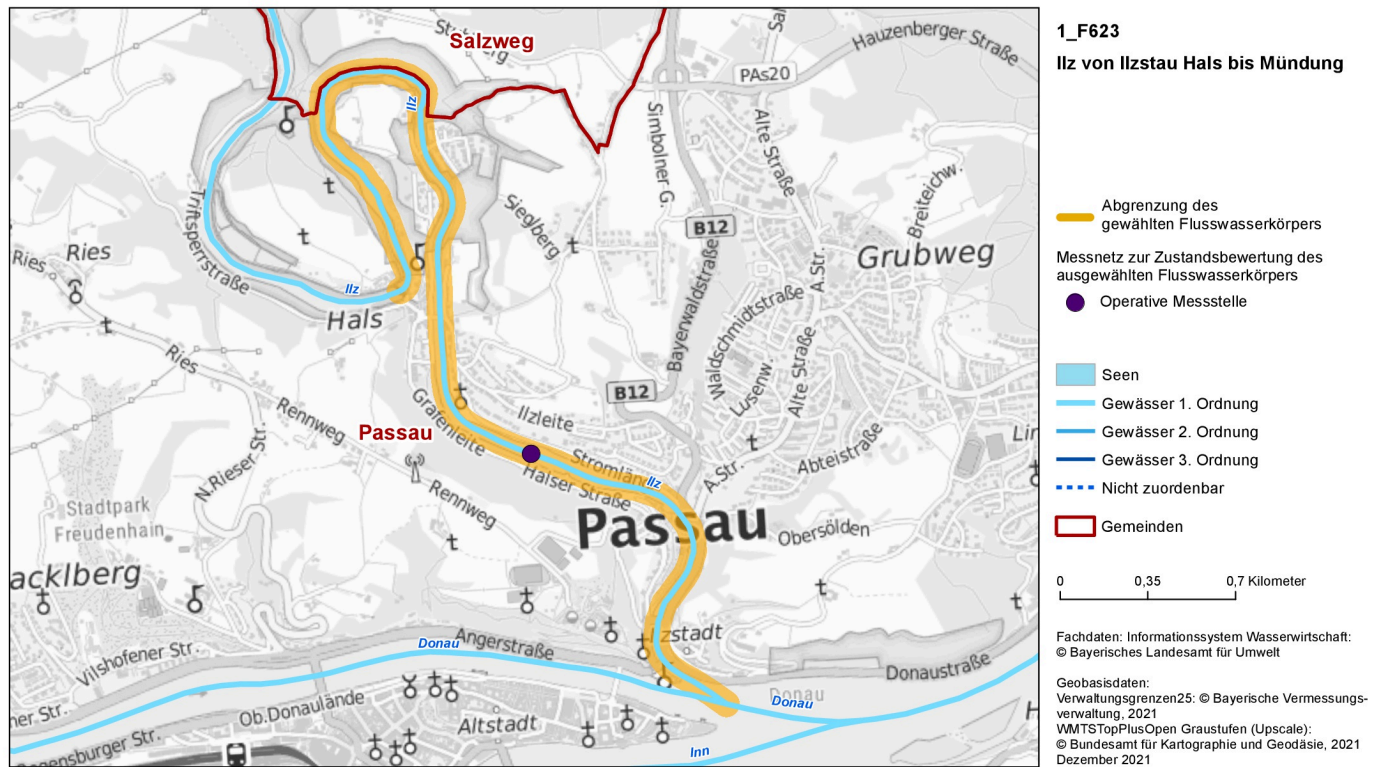 Salzweg
Hauzenberger Straße
PAs20
Ilz
Simbolner G.
Alte Straße
Breiteichw.
Triftsperrstraße
Siegberg
B12
Grubweg
Ries
Ries
Ilz
Hals
Bayerwaldstraße
Waldschmidtstraße
A.Str.
Lusenw.
Alte Straße
Ries
B12
Rennweg
Grafenleite
Ilzleite
Passau
N.Rieser Str.
Halser Straße
Ilz
A.Str.
Abteistraße
Rennweg
Stadtpark
Freudenhain
Passau
Obersölden
acklberg
Ilzstadt
Angerstraße
Donau
Vilshofener Str.
Donaustraße
Donau
Donau
ner Str.
Ob.Donaulände
Altstadt
Regensburger Str.
Inn
1_F623
Ilz von Ilzstau Hals bis Mündung
Abgrenzung des
gewählten Flusswasserkörpers
Messnetz zur Zustandsbewertung des
ausgewählten Flusswasserkörpers
Operative Messstelle
Seen
Gewässer 1. Ordnung
Gewässer 2. Ordnung
Gewässer 3. Ordnung
Nicht zuordenbar
Gemeinden
0 0,35 0,7 Kilometer
Fachdaten: Informationssystem Wasserwirtschaft:
© Bayerisches Landesamt für Umwelt
Geobasisdaten:
Verwaltungsgrenzen25: © Bayerische Vermessungs-
verwaltung, 2021
WMTSTopPlusOpen Graustufen (Upscale):
© Bundesamt für Kartographie und Geodäsie, 2021
Dezember 2021